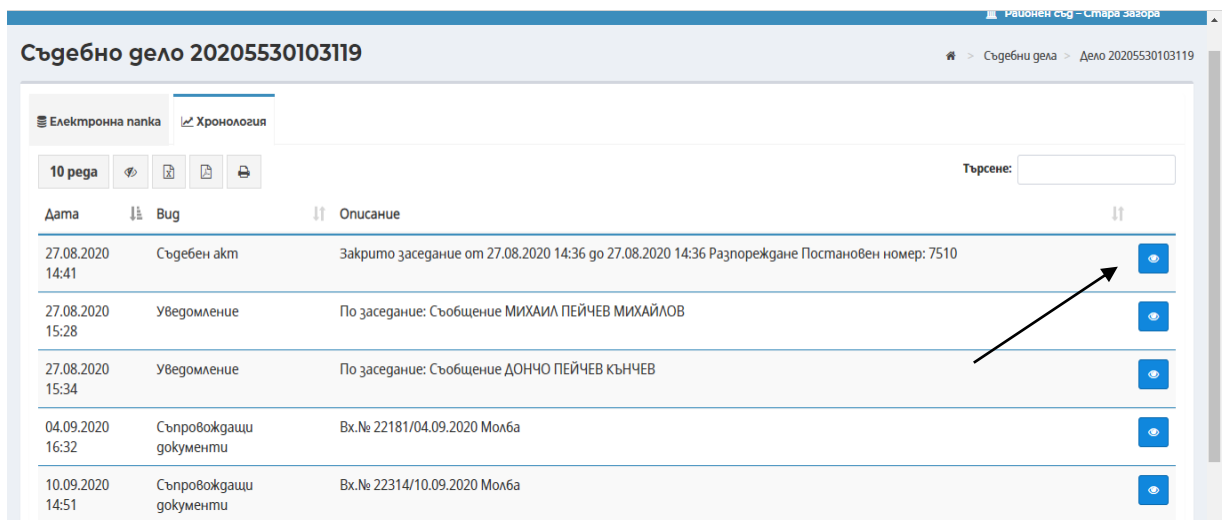 Районен съд – Стара Загора
Съдебно дело 20205530103119
> Съдебни дела > Дело 20205530103119
Електронна папка Хронология
10 реда Търсене:
Дата Вид Описание
27.08.2020 Съдебен акт Закрито заседание от 27.08.2020 14:36 до 27.08.2020 14:36 Разпореждане Постановен номер: 7510
14:41
27.08.2020 Уведомление По заседание: Съобщение МИХАИЛ ПЕЙЧЕВ МИХАЙЛОВ
15:28
27.08.2020 Уведомление По заседание: Съобщение ДОНЧО ПЕЙЧЕВ КЪНЧЕВ
15:34
04.09.2020 Съпровождащи Вх.№ 22181/04.09.2020 Молба
16:32 документи
10.09.2020 Съпровождащи Вх.№ 22314/10.09.2020 Молба
14:51 документи